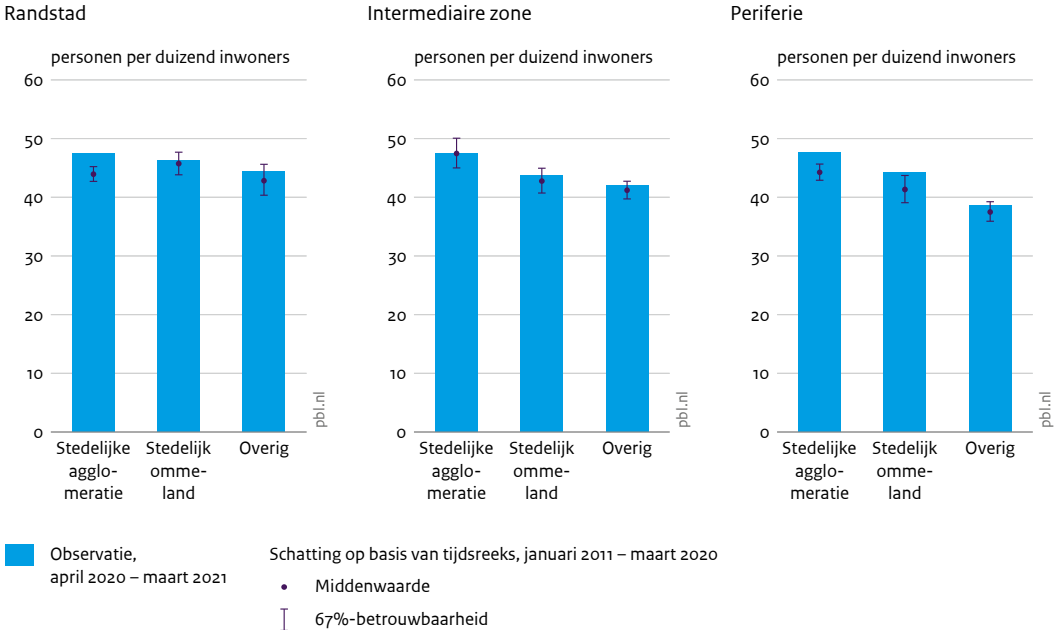 Randstad
personen per duizend inwoners
60
50
40
30
20
10
0
Stedelijke
agglo-
meratie
Stedelijk
omme-
land
Overig
pbl.nl
Intermediaire zone
personen per duizend inwoners
60
50
40
30
20
10
0
Stedelijke
agglo-
meratie
Stedelijk
omme-
land
Overig
pbl.nl
Periferie
personen per duizend inwoners
60
50
40
30
20
10
0
Stedelijke
agglo-
meratie
Stedelijk
omme-
land
Overig
pbl.nl
Observatie,
april 2020 – maart 2021
Schatting op basis van tijdsreeks, januari 2011 – maart 2020
Middenwaarde
67%-betrouwbaarheid